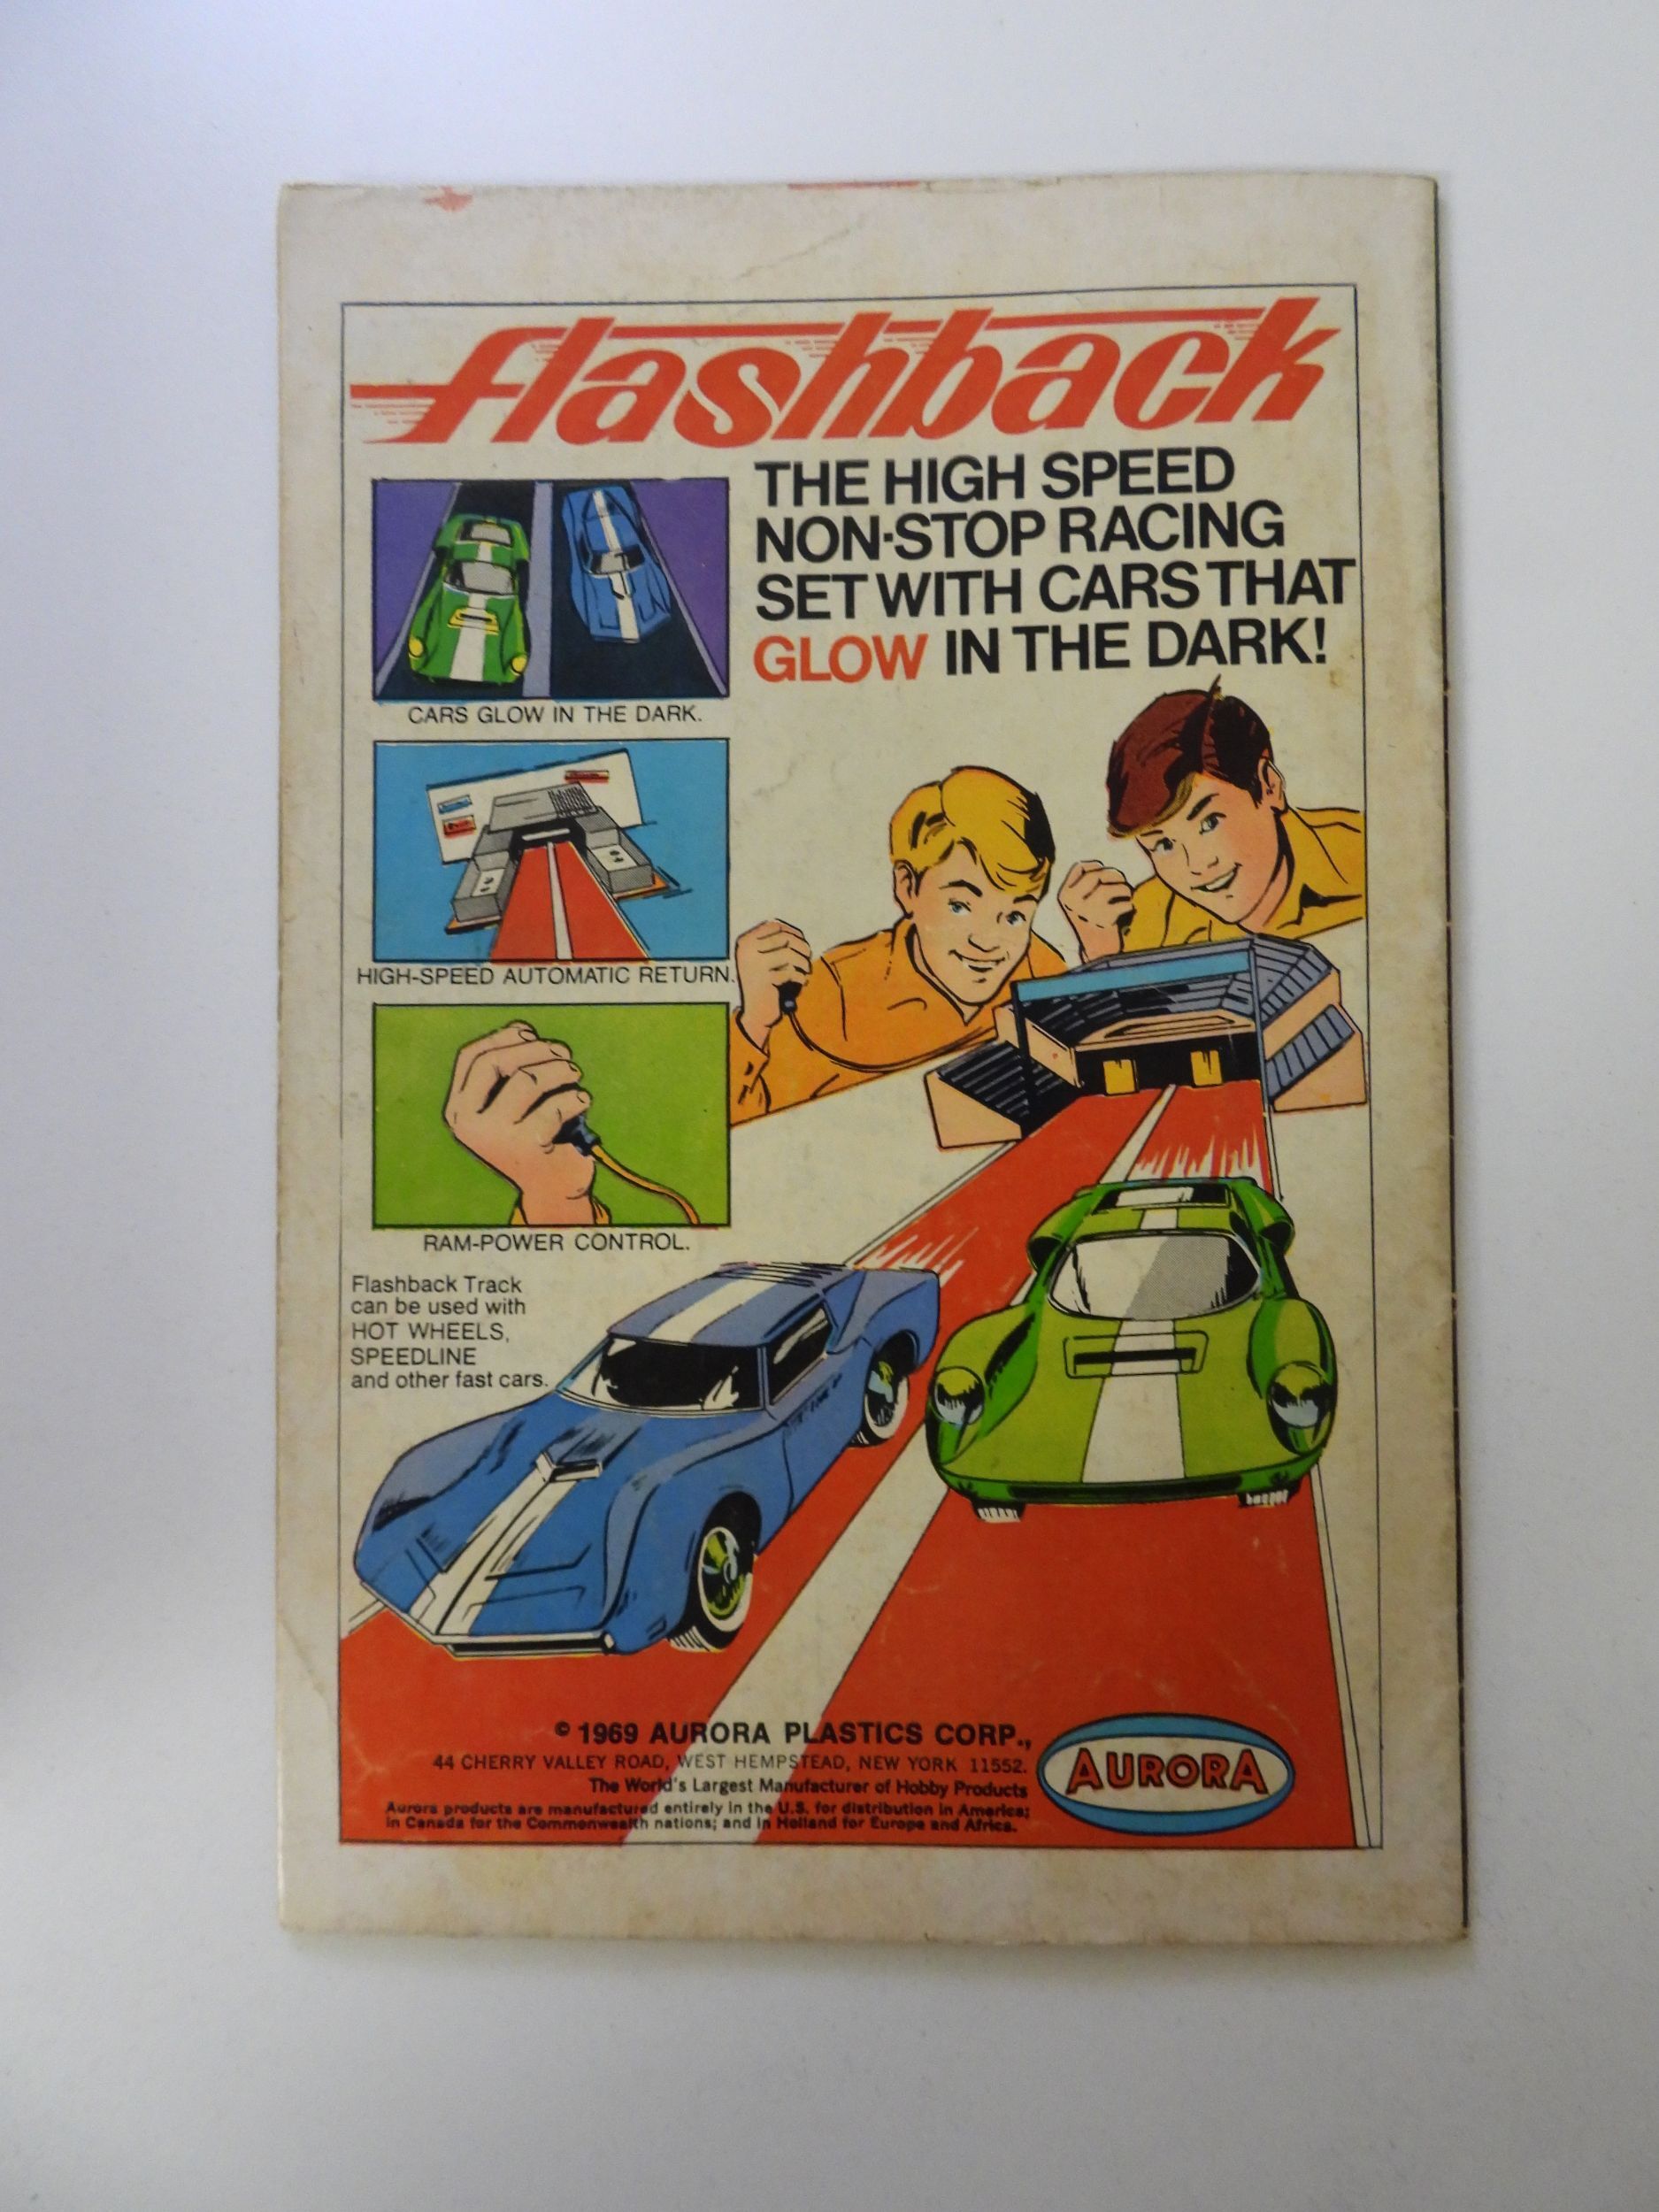 flashback
THE HIGH SPEED
NON-STOP RACING
SET WITH CARS THAT
GLOW IN THE DARK!
CARS GLOW IN THE DARK.
HIGH-SPEED AUTOMATIC RETURN.
RAM-POWER CONTROL.
Flashback Track
can be used with
HOT WHEELS,
SPEEDLINE
and other fast cars.
© 1969 AURORA PLASTICS CORP.,
44 CHERRY VALLEY ROAD, WEST HEMPSTEAD, NEW YORK 11552.
The World's Largest Manufacturer of Hobby Products
Aurora products are manufactured entirely in the U.S. for distribution in America;
in Canada for the Commonwealth nations; and in Holland for Europe and Africa.
AURORA